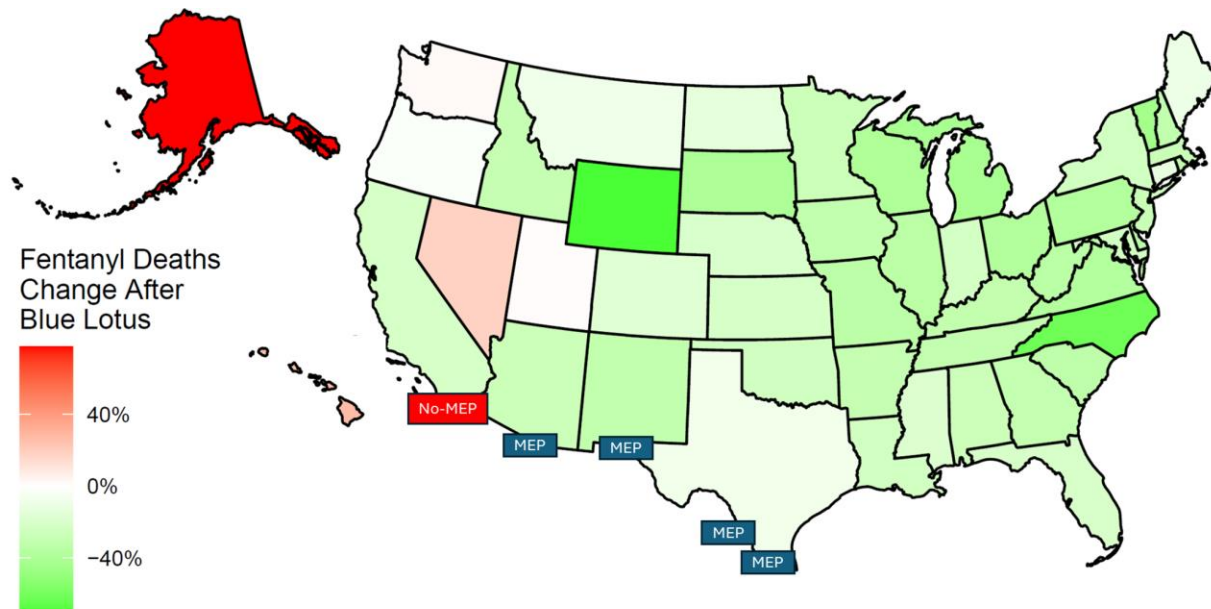 Fentanyl Deaths
Change After
Blue Lotus
40%
0%
−40%
No-MEP
MEP
MEP
MEP
MEP